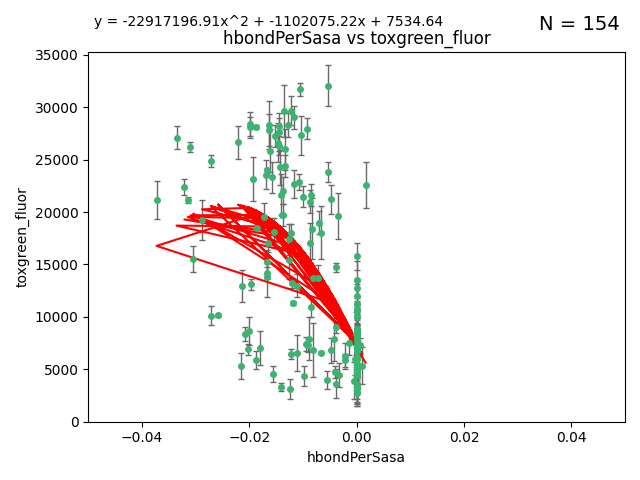 y = -22917196.91x^2 + -1102075.22x + 7534.64
N = 154
hbondPerSasa vs toxgreen_fluor
35000
30000
25000
20000
15000
10000
5000
0
toxgreen_fluor
−0.04
−0.02
0.00
0.02
0.04
hbondPerSasa